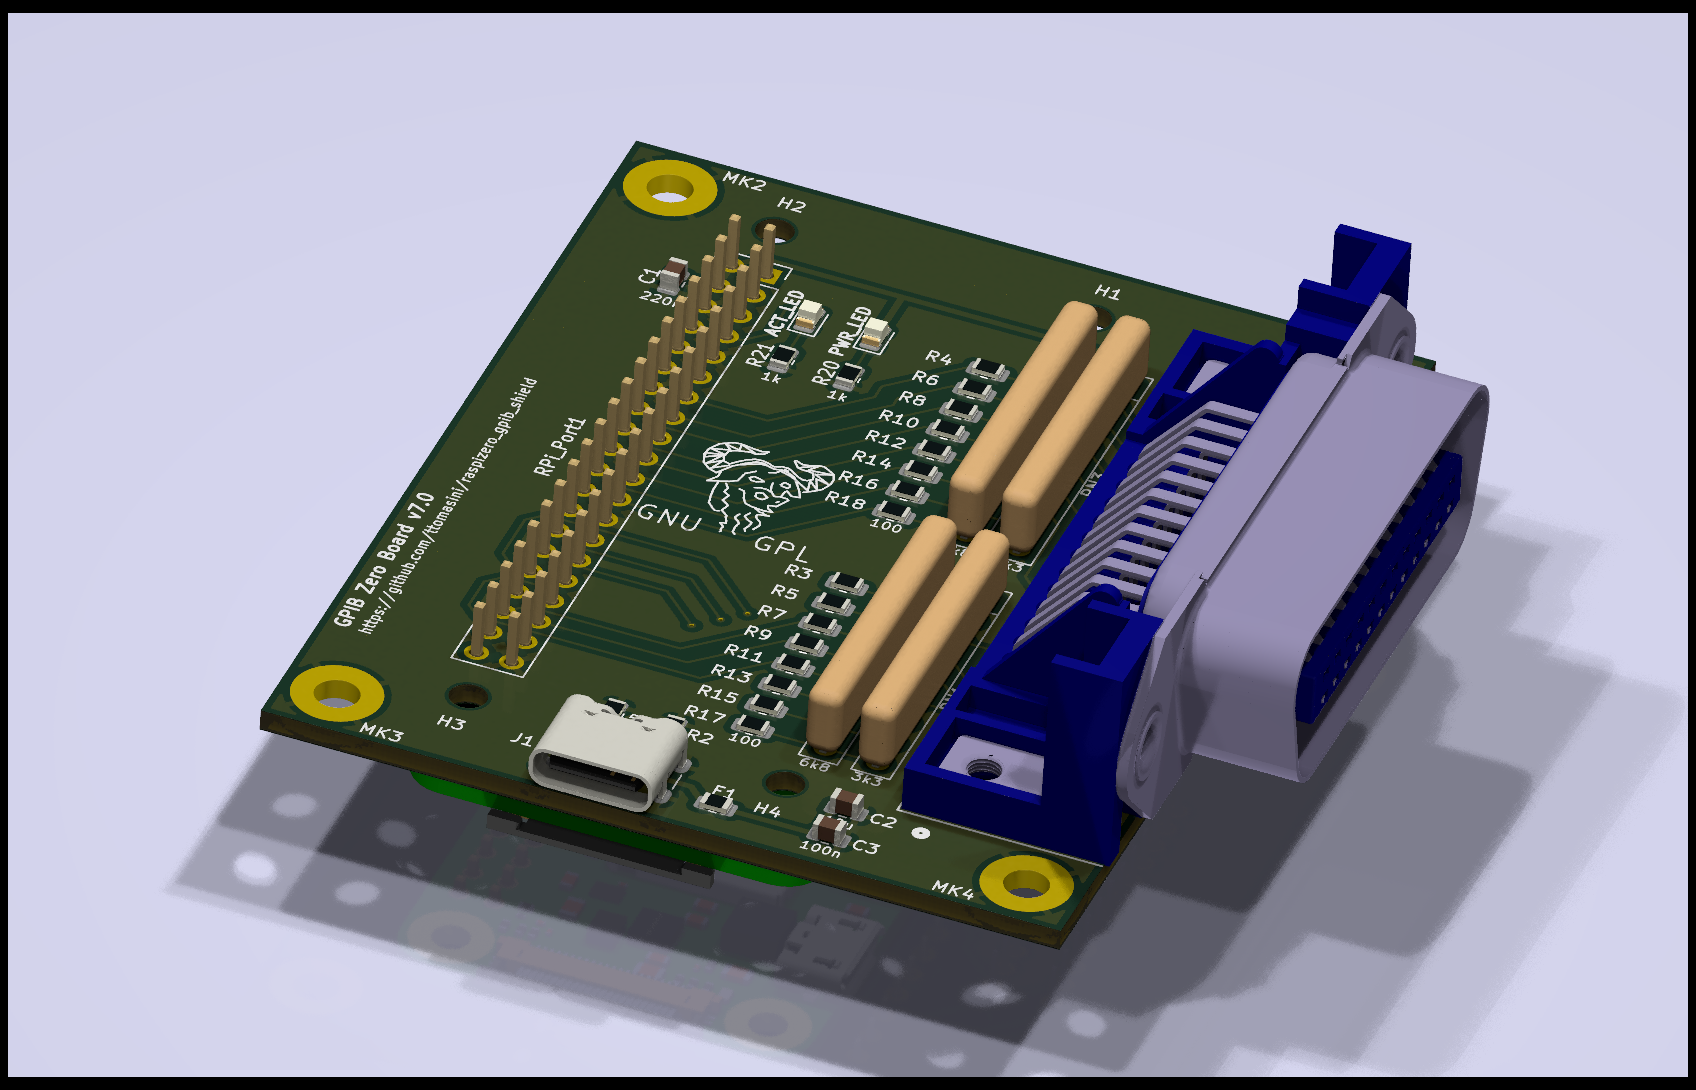 MK2
H2
H1
C1
ACT_LED
PWR_LED
R21
1k
R20
1k
R4
R6
R8
R10
R12
R14
R16
R18
100
RPi_Port1
GPIB Zero Board v7.0
https://github.com/ttomasini/raspizero_gpib_shield
GNU
GPL
R3
R5
R7
R9
R11
R13
R15
R17
100
6k8
3k3
MK3
H3
J1
R2
F1
H4
C2
C3
100n
MK4